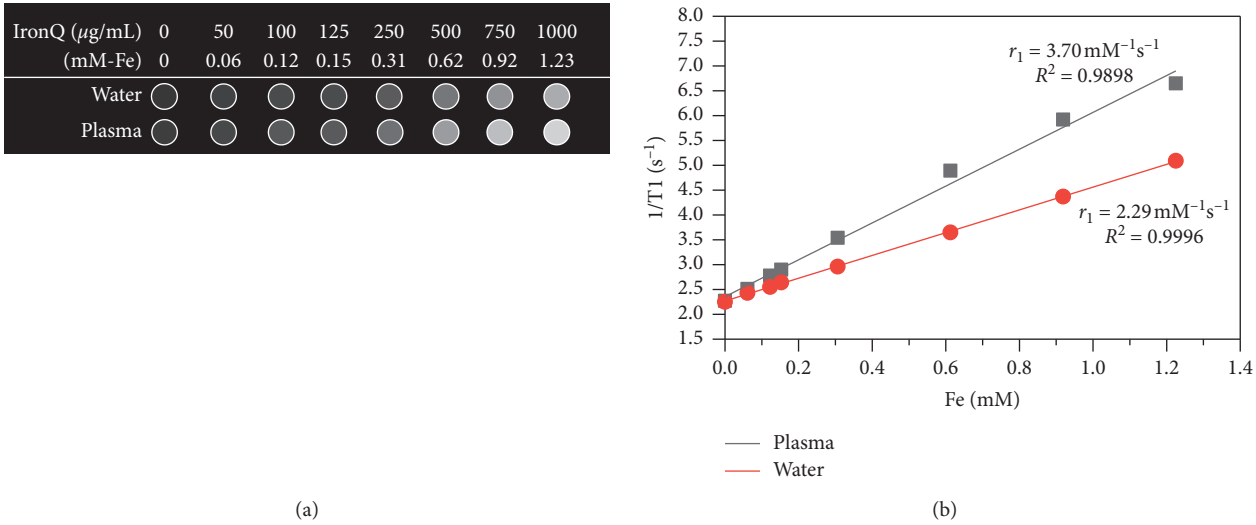 IronQ (μg/mL) 0 50 100 125 250 500 750 1000
(mM-Fe) 0 0.06 0.12 0.15 0.31 0.62 0.92 1.23
Water
Plasma
(a)
8.0
7.5
7.0
6.5
6.0
5.5
5.0
4.5
4.0
3.5
3.0
2.5
2.0
1.5
1/T1 (s⁻¹)
r₁ = 3.70 mM⁻¹s⁻¹
R² = 0.9898
r₁ = 2.29 mM⁻¹s⁻¹
R² = 0.9996
0.0 0.2 0.4 0.6 0.8 1.0 1.2 1.4
Fe (mM)
Plasma
Water
(b)